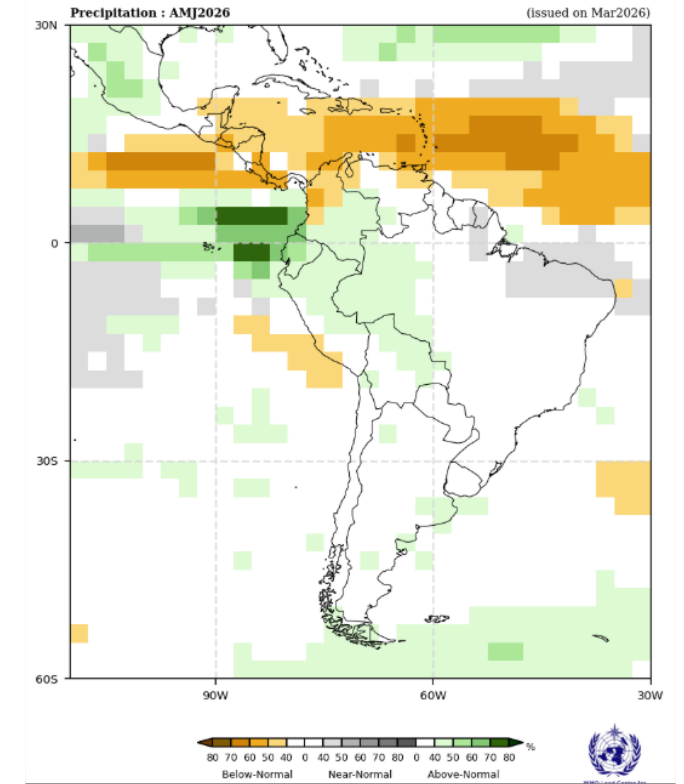 Precipitation : AMJ2026 (issued on Mar2026)
30N
0
30S
60S
90W 60W 30W
80 70 60 50 40 0 40 50 60 70 80 0 40 50 60 70 80 %
Below-Normal Near-Normal Above-Normal